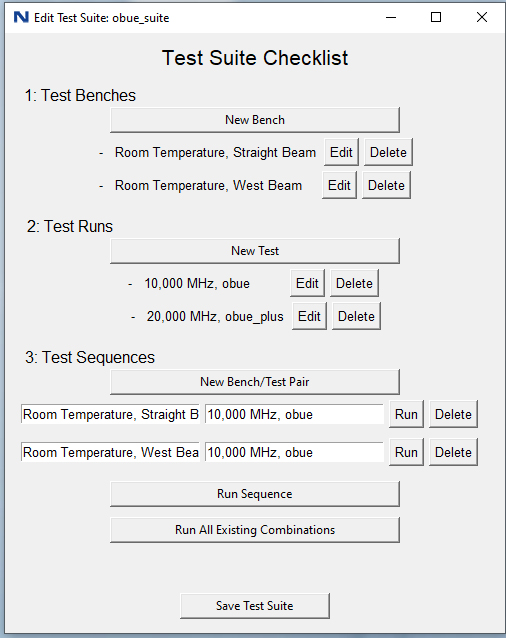 Edit Test Suite: obue_suite
Test Suite Checklist
1: Test Benches
New Bench
- Room Temperature, Straight Beam Edit Delete
- Room Temperature, West Beam Edit Delete
2: Test Runs
New Test
- 10,000 MHz, obue Edit Delete
- 20,000 MHz, obue_plus Edit Delete
3: Test Sequences
New Bench/Test Pair
Room Temperature, Straight B 10,000 MHz, obue Run Delete
Room Temperature, West Bea 10,000 MHz, obue Run Delete
Run Sequence
Run All Existing Combinations
Save Test Suite